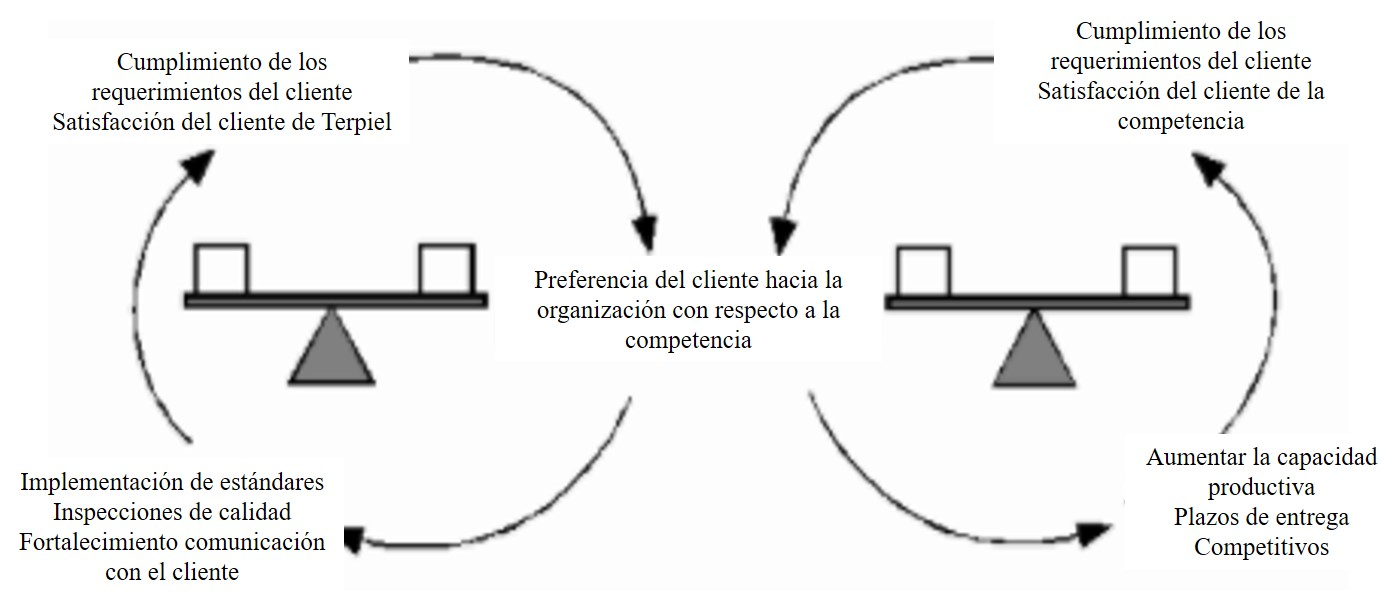 Cumplimiento de los
requerimientos del cliente
Satisfacción del cliente de Terpiel
Cumplimiento de los
requerimientos del cliente
Satisfacción del cliente de la
competencia
Preferencia del cliente hacia la
organización con respecto a la
competencia
Implementación de estándares
Inspecciones de calidad
Fortalecimiento comunicación
con el cliente
Aumentar la capacidad
productiva
Plazos de entrega
Competitivos